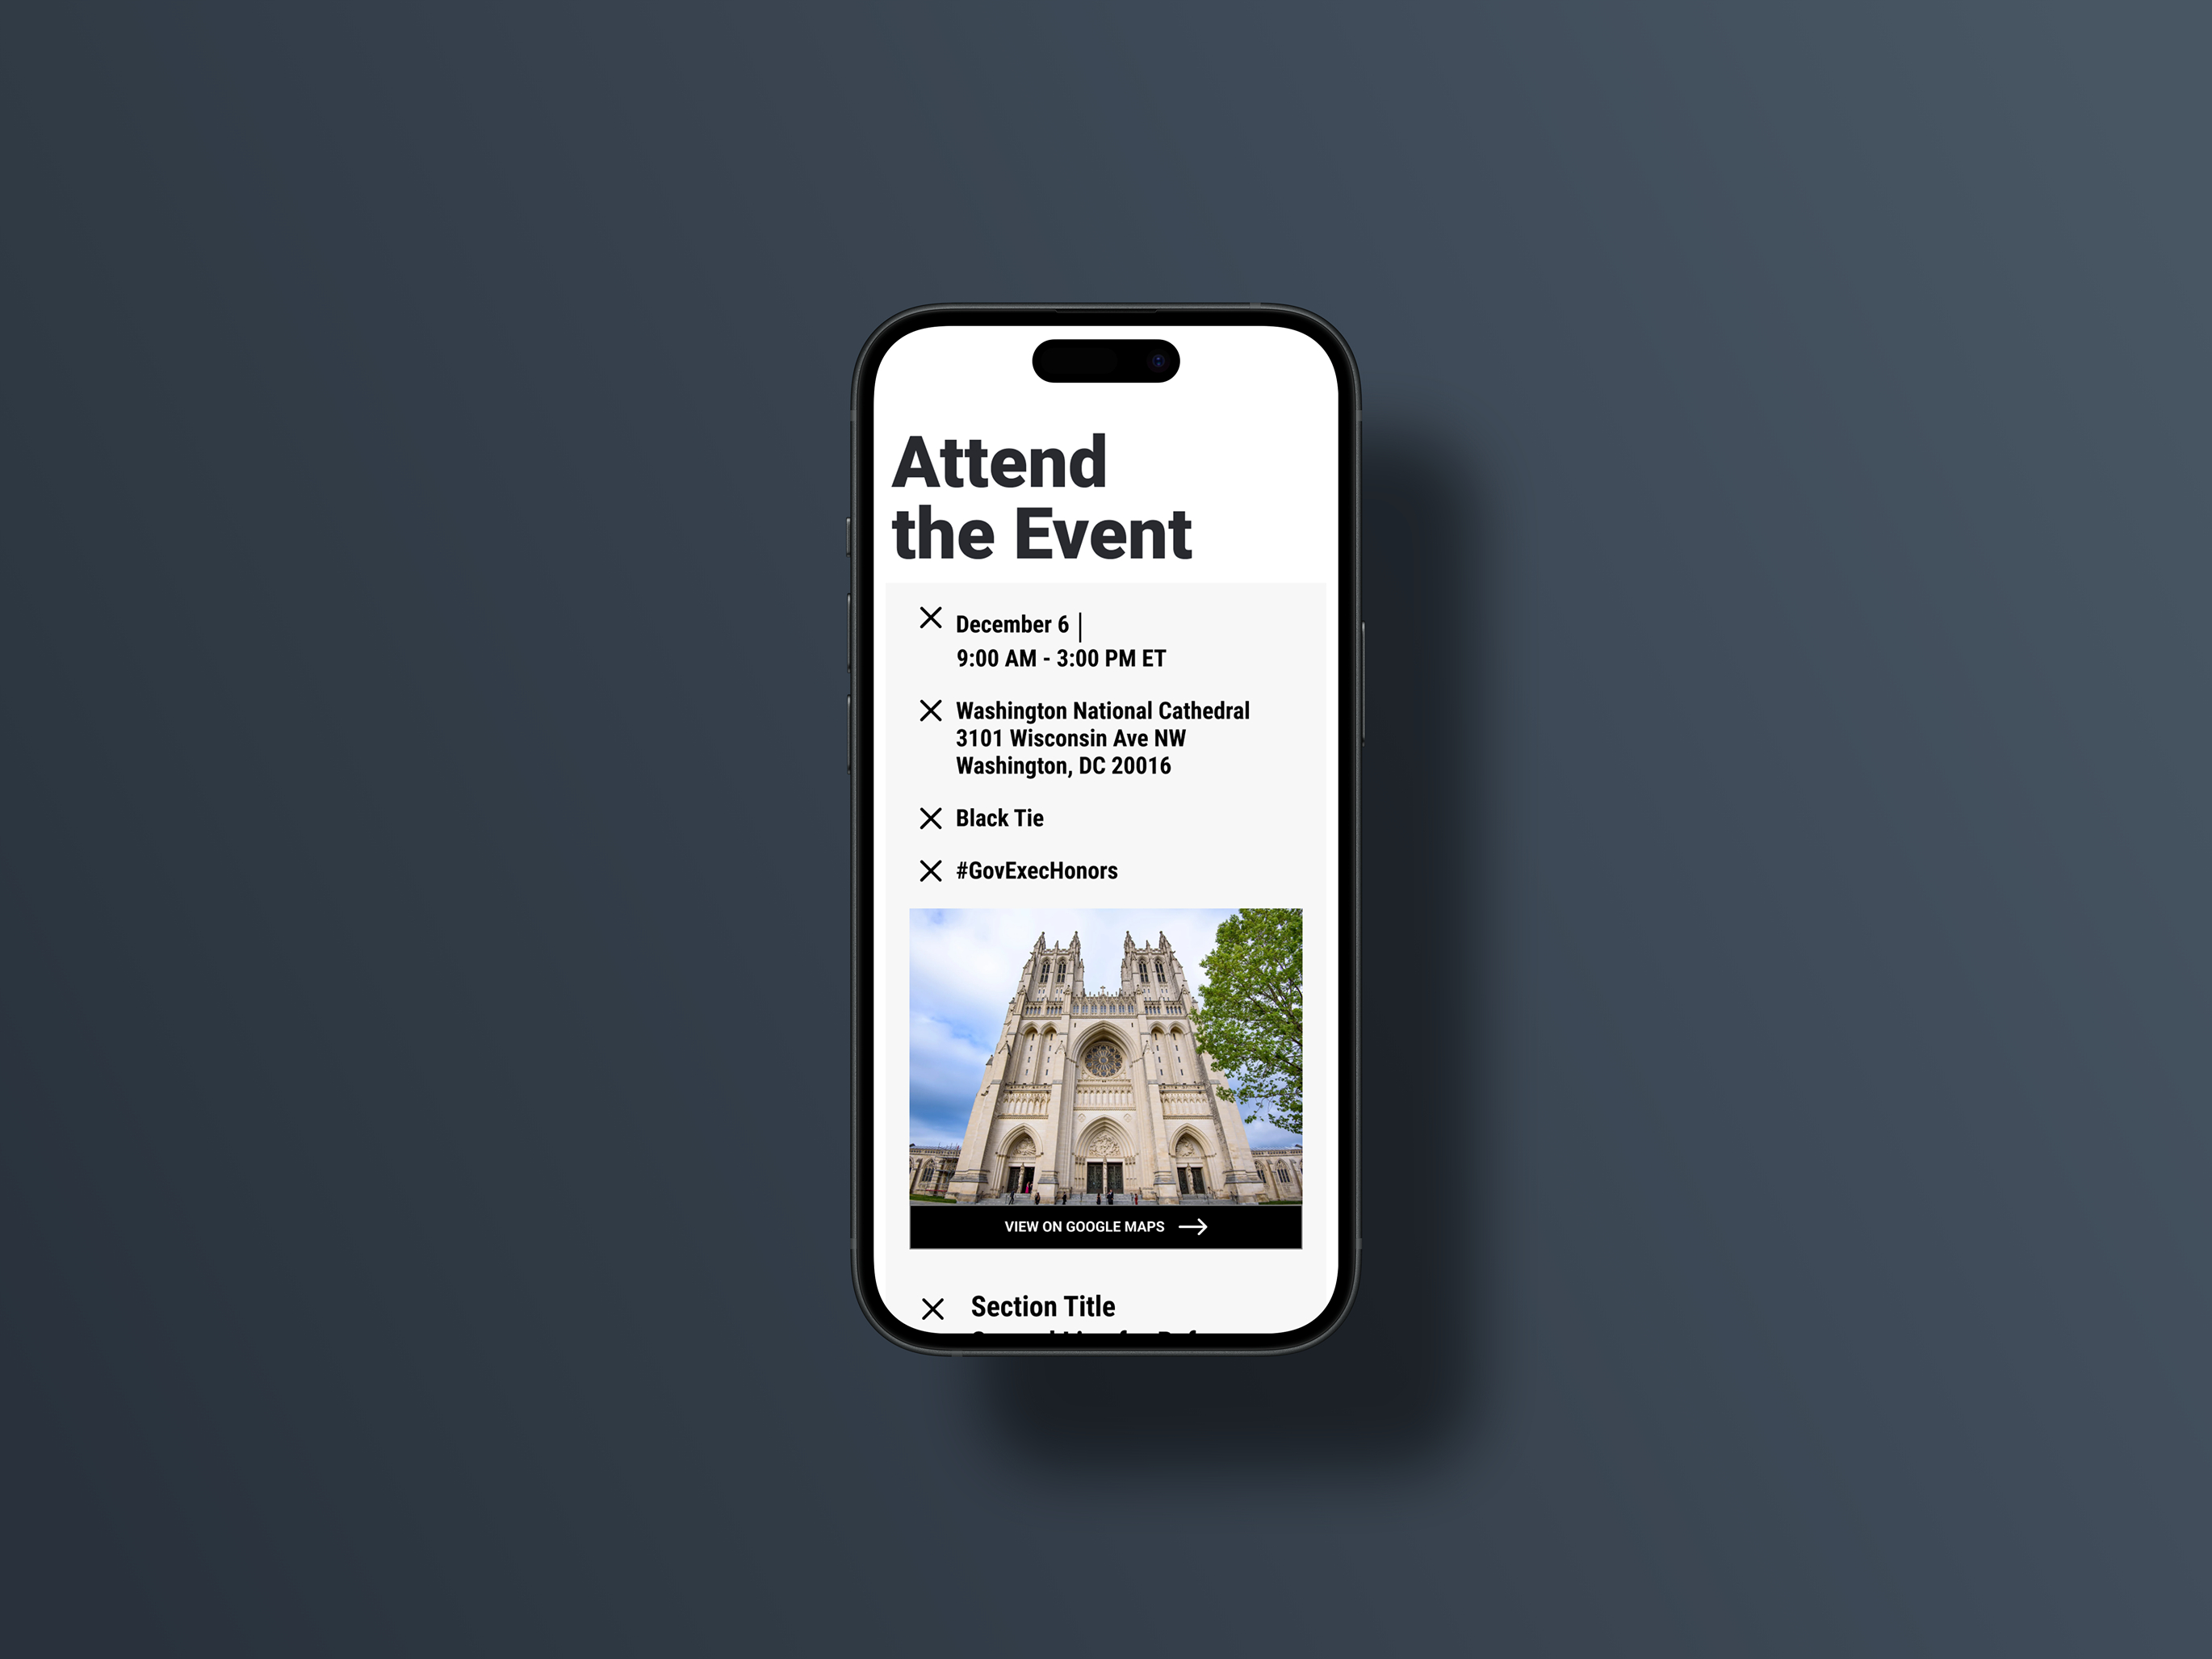 Attend
the Event
December 6 |
9:00 AM - 3:00 PM ET
Washington National Cathedral
3101 Wisconsin Ave NW
Washington, DC 20016
Black Tie
#GovExecHonors
VIEW ON GOOGLE MAPS
Section Title